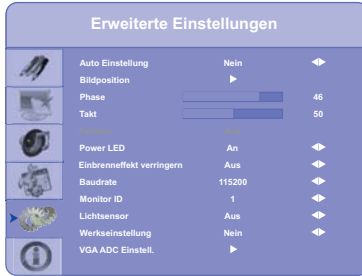 Erweiterte Einstellungen
Auto Einstellung Nein
Bildposition
Phase 46
Takt 50
Power LED An
Einbrenneffekt verringern Aus
Baudrate 115200
Monitor ID 1
Lichtsensor Aus
Werkseinstellung Nein
VGA ADC Einstell.